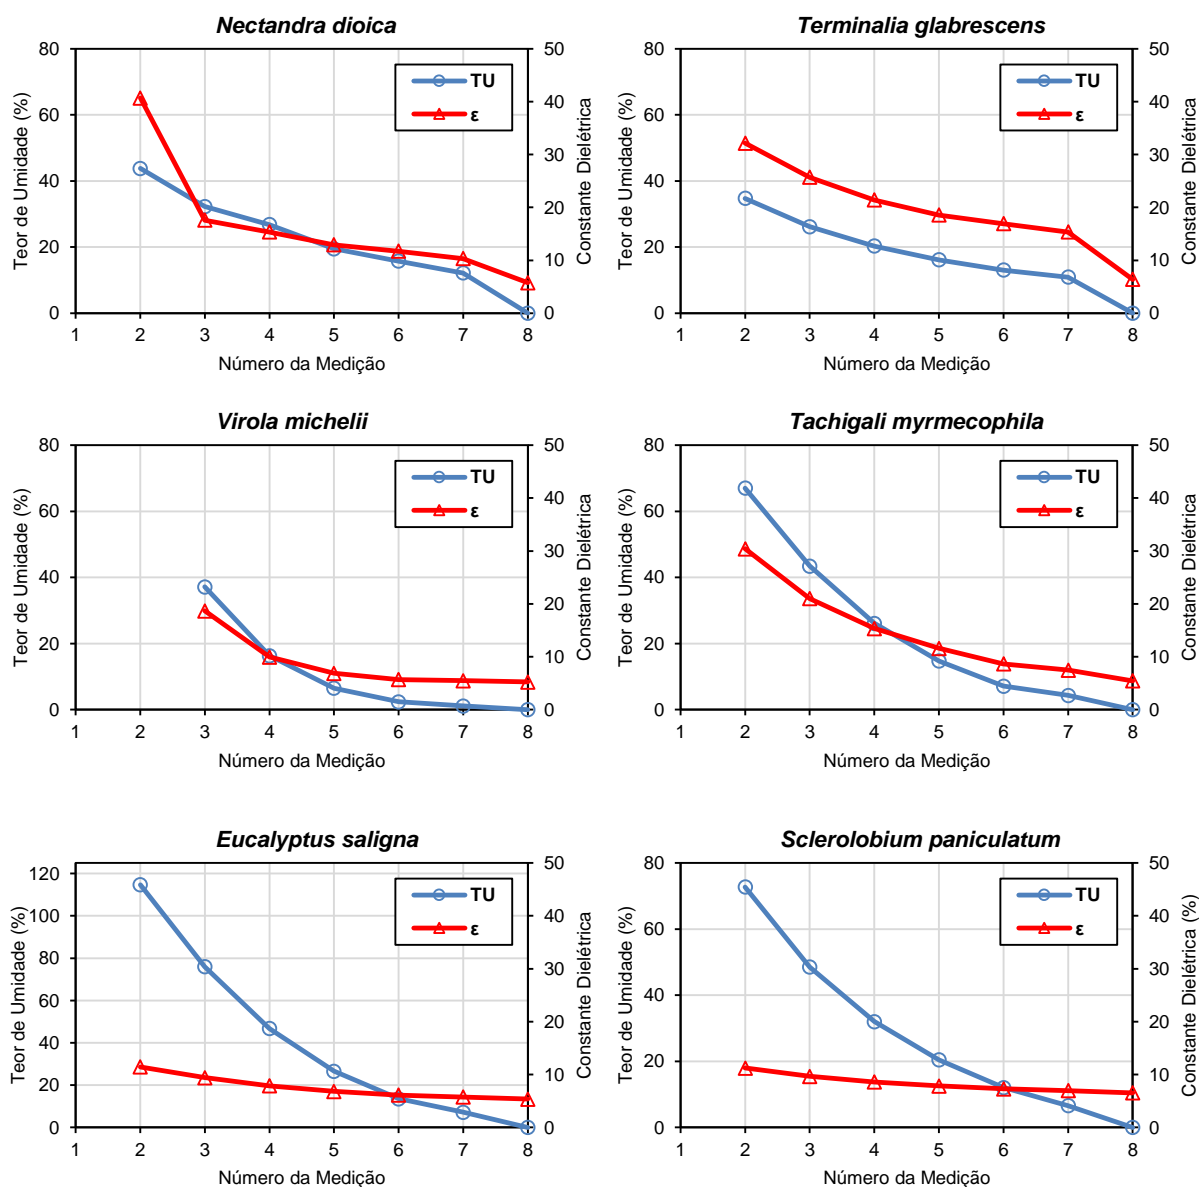 Nectandra dioica
80
60
40
20
0
Teor de Umidade (%)
50
40
30
20
10
0
Constante Dielétrica
TU
ε
1 2 3 4 5 6 7 8
Número da Medição
Terminalia glabrescens
80
60
40
20
0
Teor de Umidade (%)
50
40
30
20
10
0
Constante Dielétrica
TU
ε
1 2 3 4 5 6 7 8
Número da Medição
Virola michelii
80
60
40
20
0
Teor de Umidade (%)
50
40
30
20
10
0
Constante Dielétrica
TU
ε
1 2 3 4 5 6 7 8
Número da Medição
Tachigali myrmecophila
80
60
40
20
0
Teor de Umidade (%)
50
40
30
20
10
0
Constante Dielétrica
TU
ε
1 2 3 4 5 6 7 8
Número da Medição
Eucalyptus saligna
120
100
80
60
40
20
0
Teor de Umidade (%)
50
40
30
20
10
0
Constante Dielétrica
TU
ε
1 2 3 4 5 6 7 8
Número da Medição
Sclerolobium paniculatum
80
60
40
20
0
Teor de Umidade (%)
50
40
30
20
10
0
Constante Dielétrica (%)
TU
ε
1 2 3 4 5 6 7 8
Número da Medição